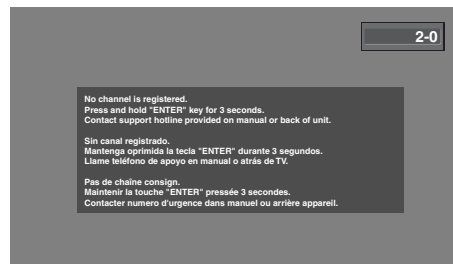 2-0
No channel is registered.
Press and hold "ENTER" key for 3 seconds.
Contact support hotline provided on manual or back of unit.
Sin canal registrado.
Mantenga oprimida la tecla "ENTER" durante 3 segundos.
Llame teléfono de apoyo en manual o atrás de TV.
Pas de chaîne consign.
Maintenir la touche "ENTER" pressée 3 secondes.
Contacter numero d'urgence dans manuel ou arrière appareil.